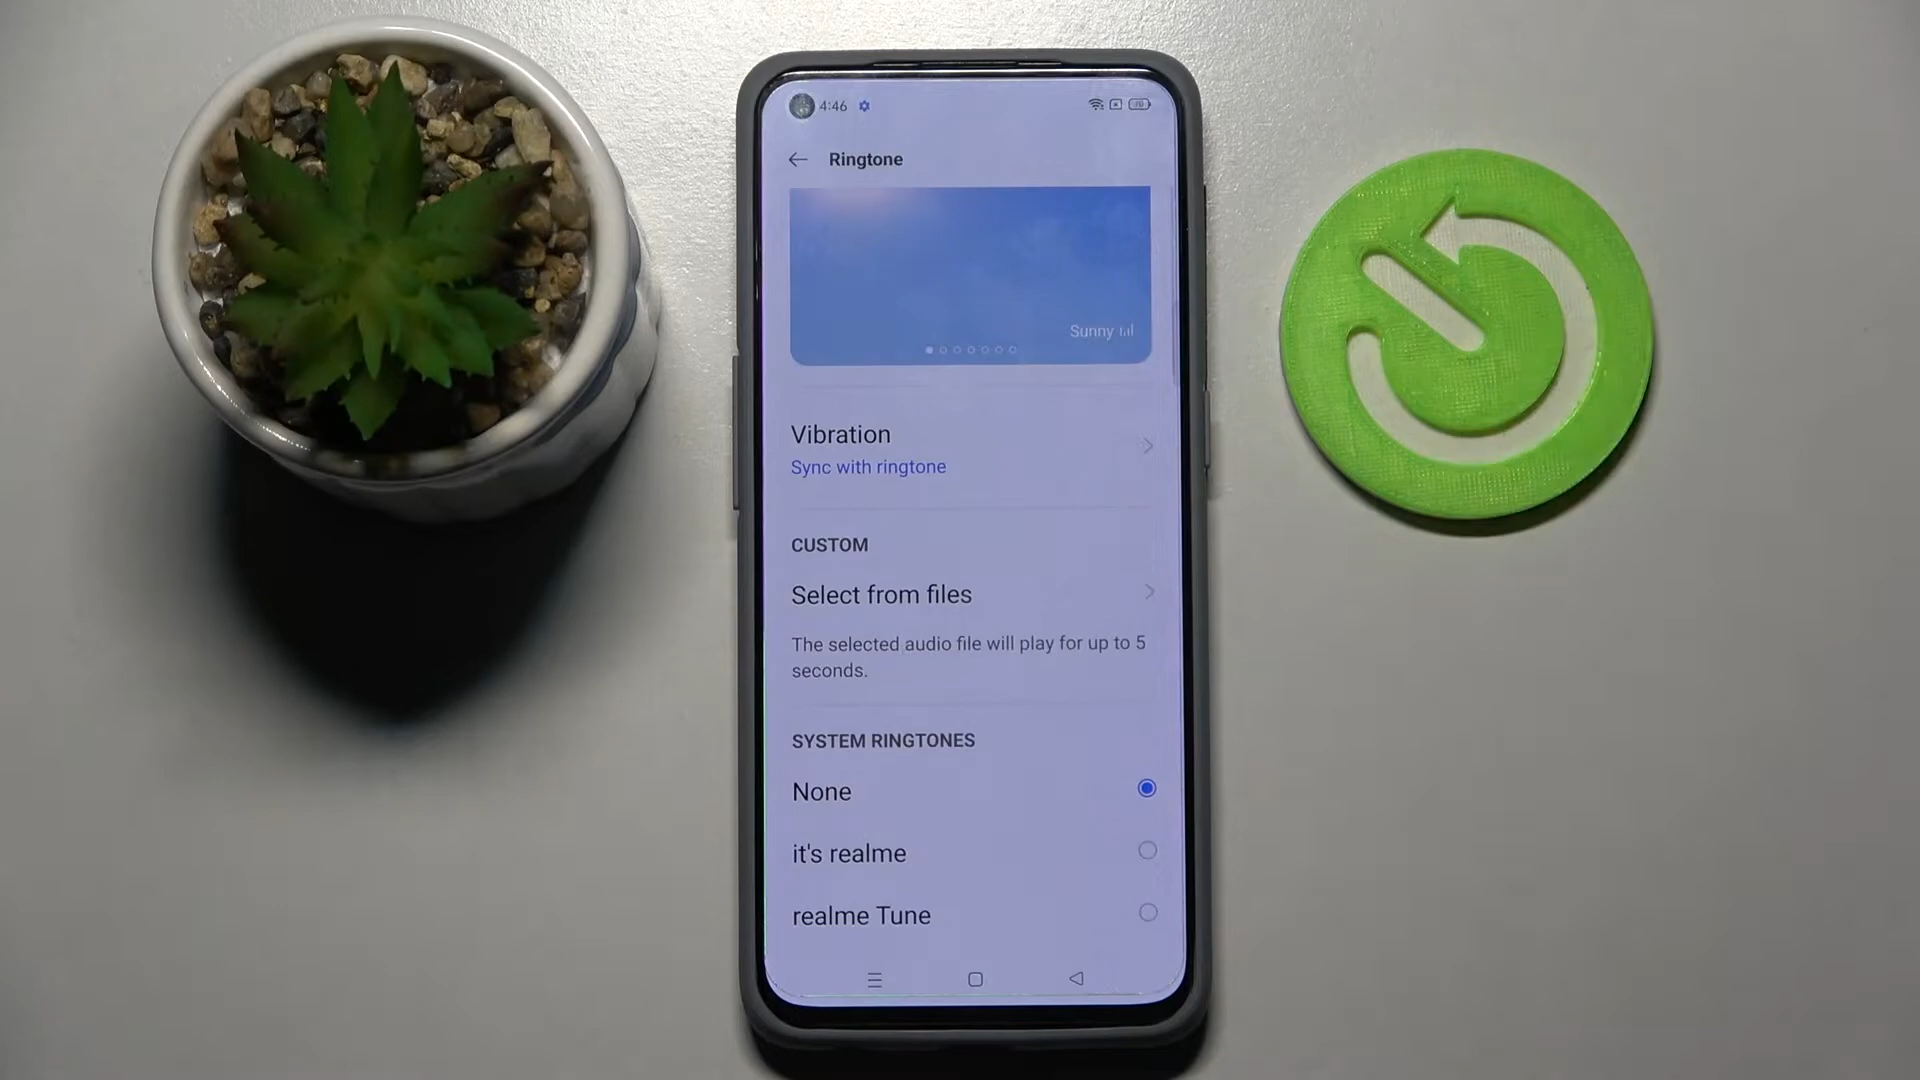 4:46
70
Ringtone
Sunny
Vibration
Sync with ringtone
CUSTOM
Select from files
The selected audio file will play for up to 5
seconds.
SYSTEM RINGTONES
None
it's realme
realme Tune